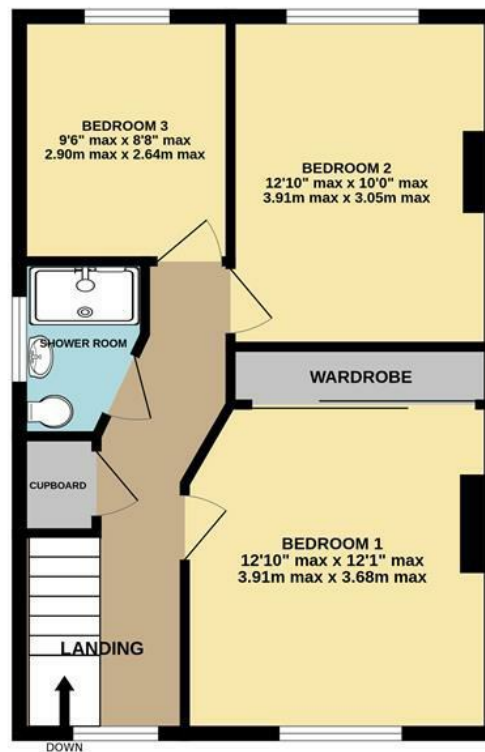 BEDROOM 3
9'6" max x 8'8" max
2.90m max x 2.64m max
BEDROOM 2
12'10" max x 10'0" max
3.91m max x 3.05m max
SHOWER ROOM
WARDROBE
CUPBOARD
BEDROOM 1
12'10" max x 12'1" max
3.91m max x 3.68m max
LANDING
DOWN